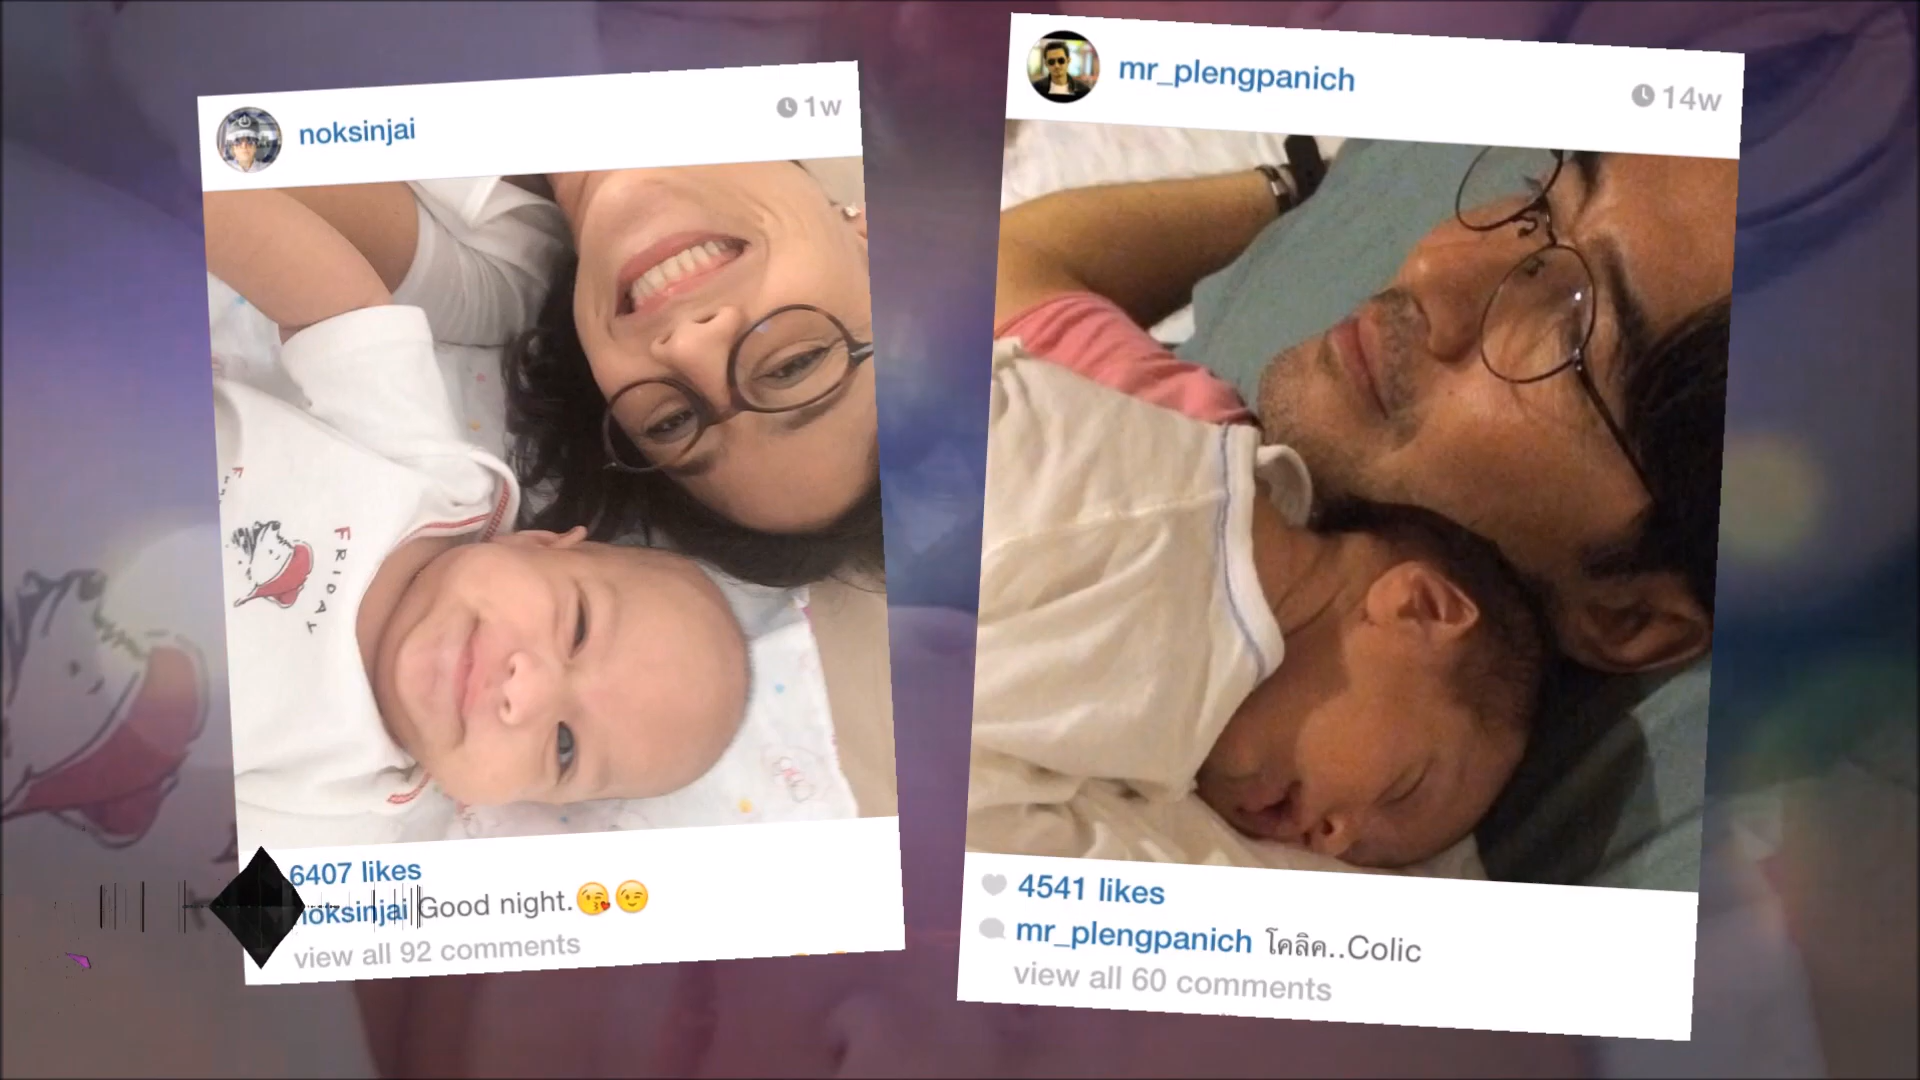 noksinjai
1w
FRIDAY
6407 likes
noksinjai Good night.😘😉
view all 92 comments
mr_plengpanich
14w
4541 likes
mr_plengpanich โคลิค..Colic
view all 60 comments